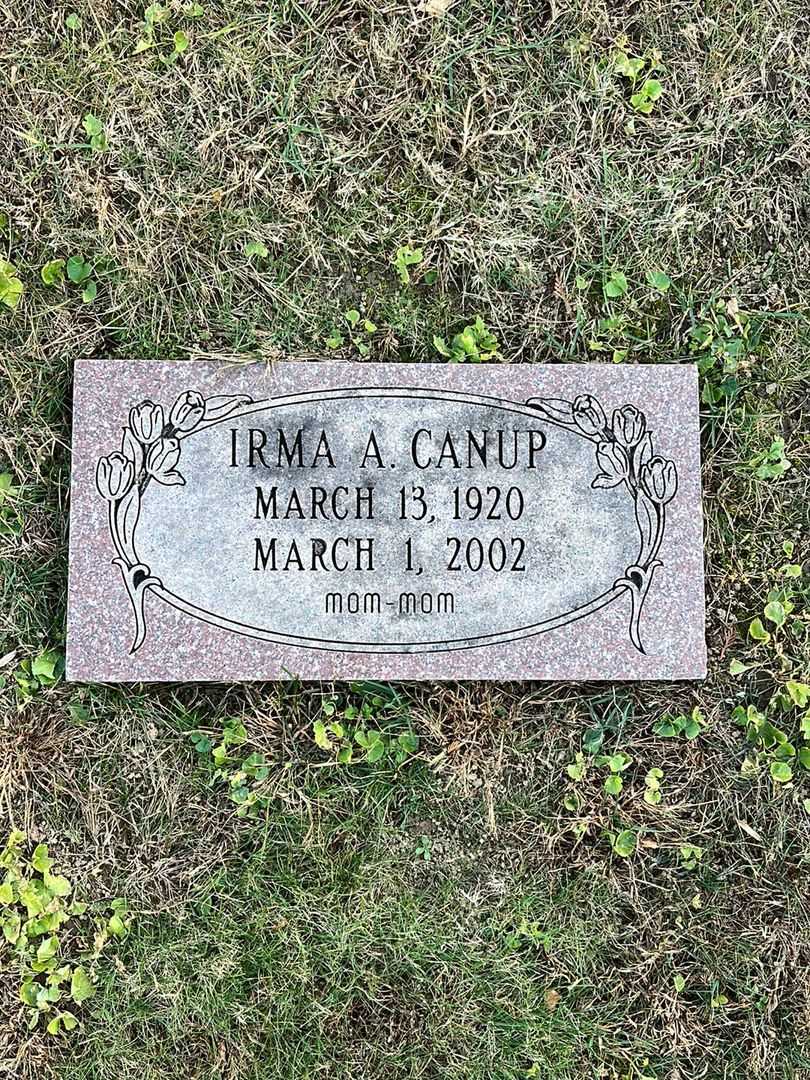 IRMA A. CANUP
MARCH 13, 1920
MARCH 1, 2002
mom-mom